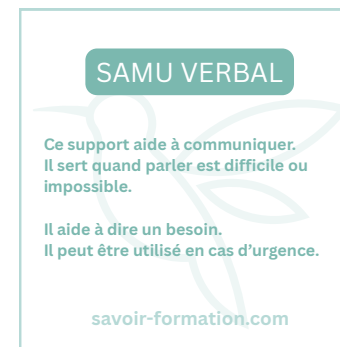 SAMU VERBAL
Ce support aide à communiquer.
Il sert quand parler est difficile ou
impossible.
Il aide à dire un besoin.
Il peut être utilisé en cas d’urgence.
savoir-formation.com